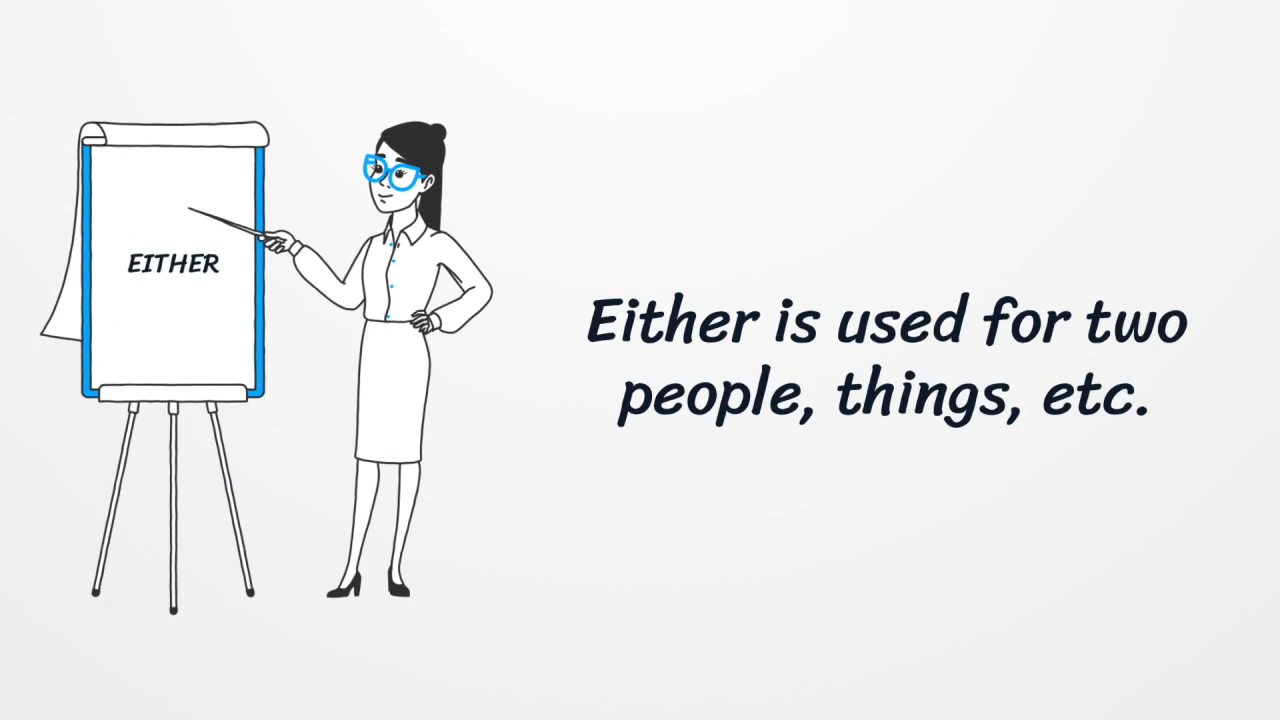 EITHER
Either is used for two
people, things, etc.